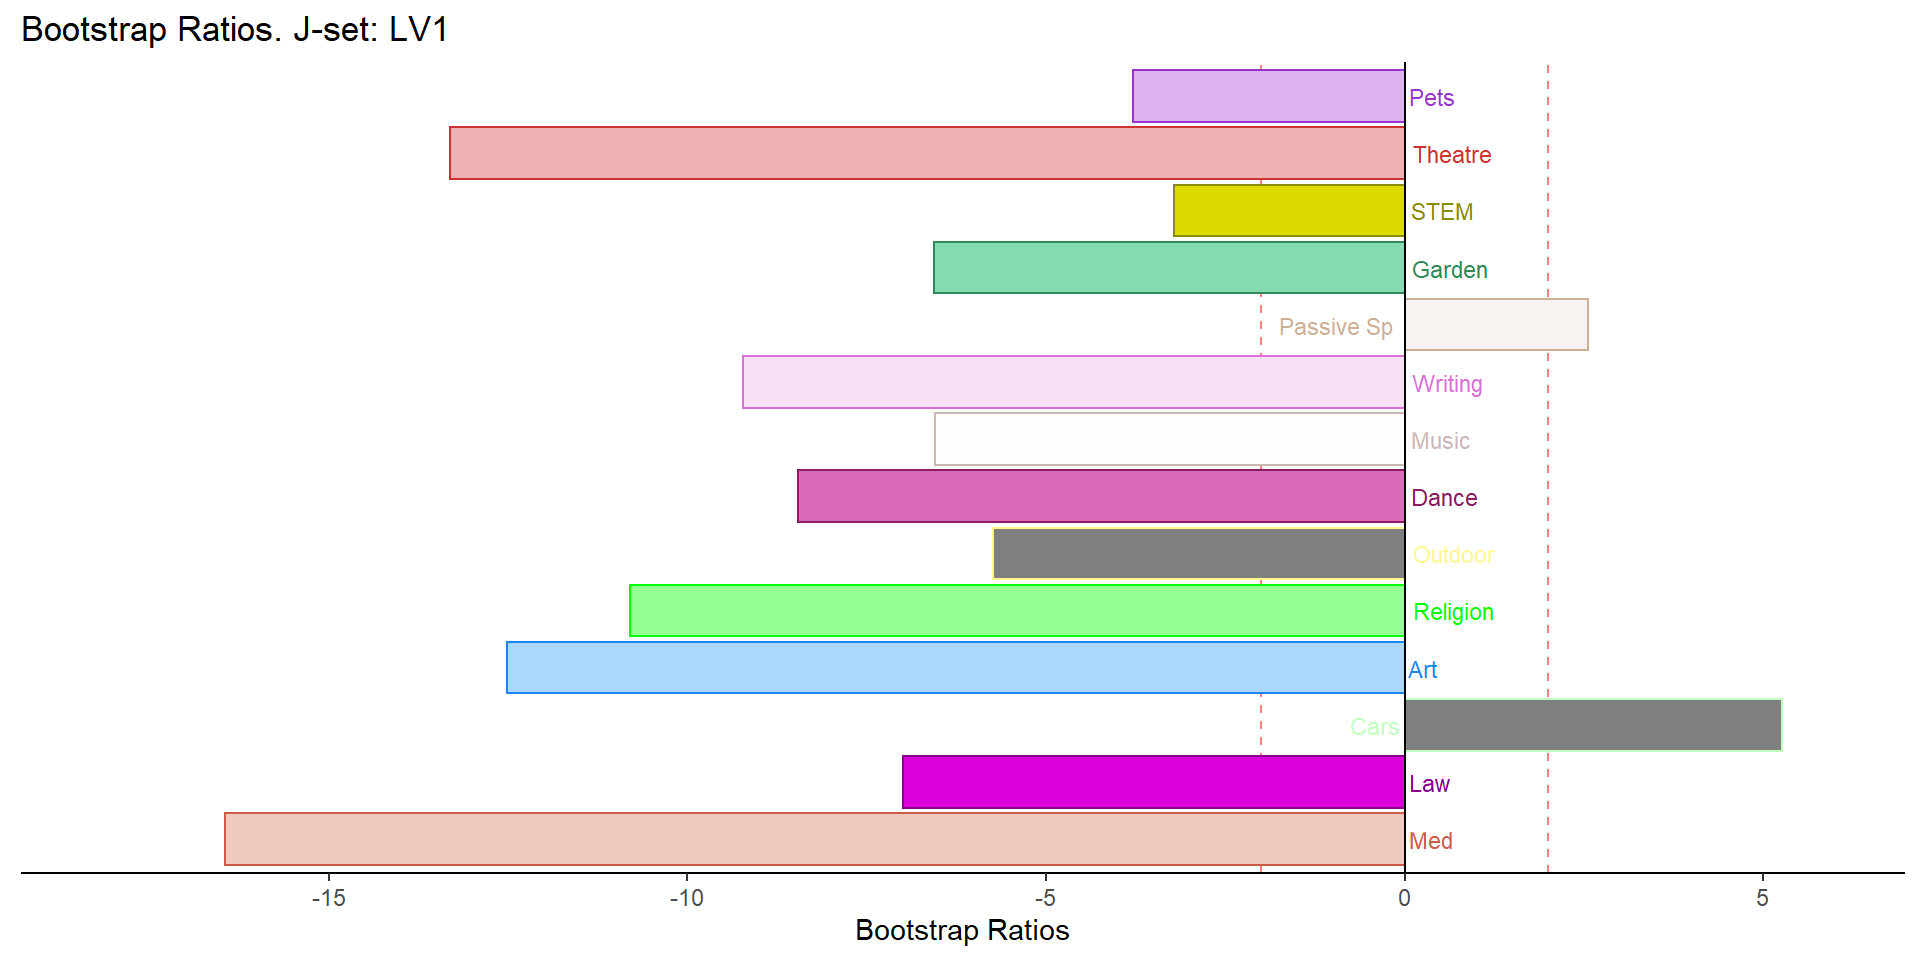 Bootstrap Ratios. J-set: LV1
Pets
Theatre
STEM
Garden
Passive Sp
Writing
Music
Dance
Outdoor
Religion
Art
Cars
Law
Med
-15 -10 -5 0 5
Bootstrap Ratios